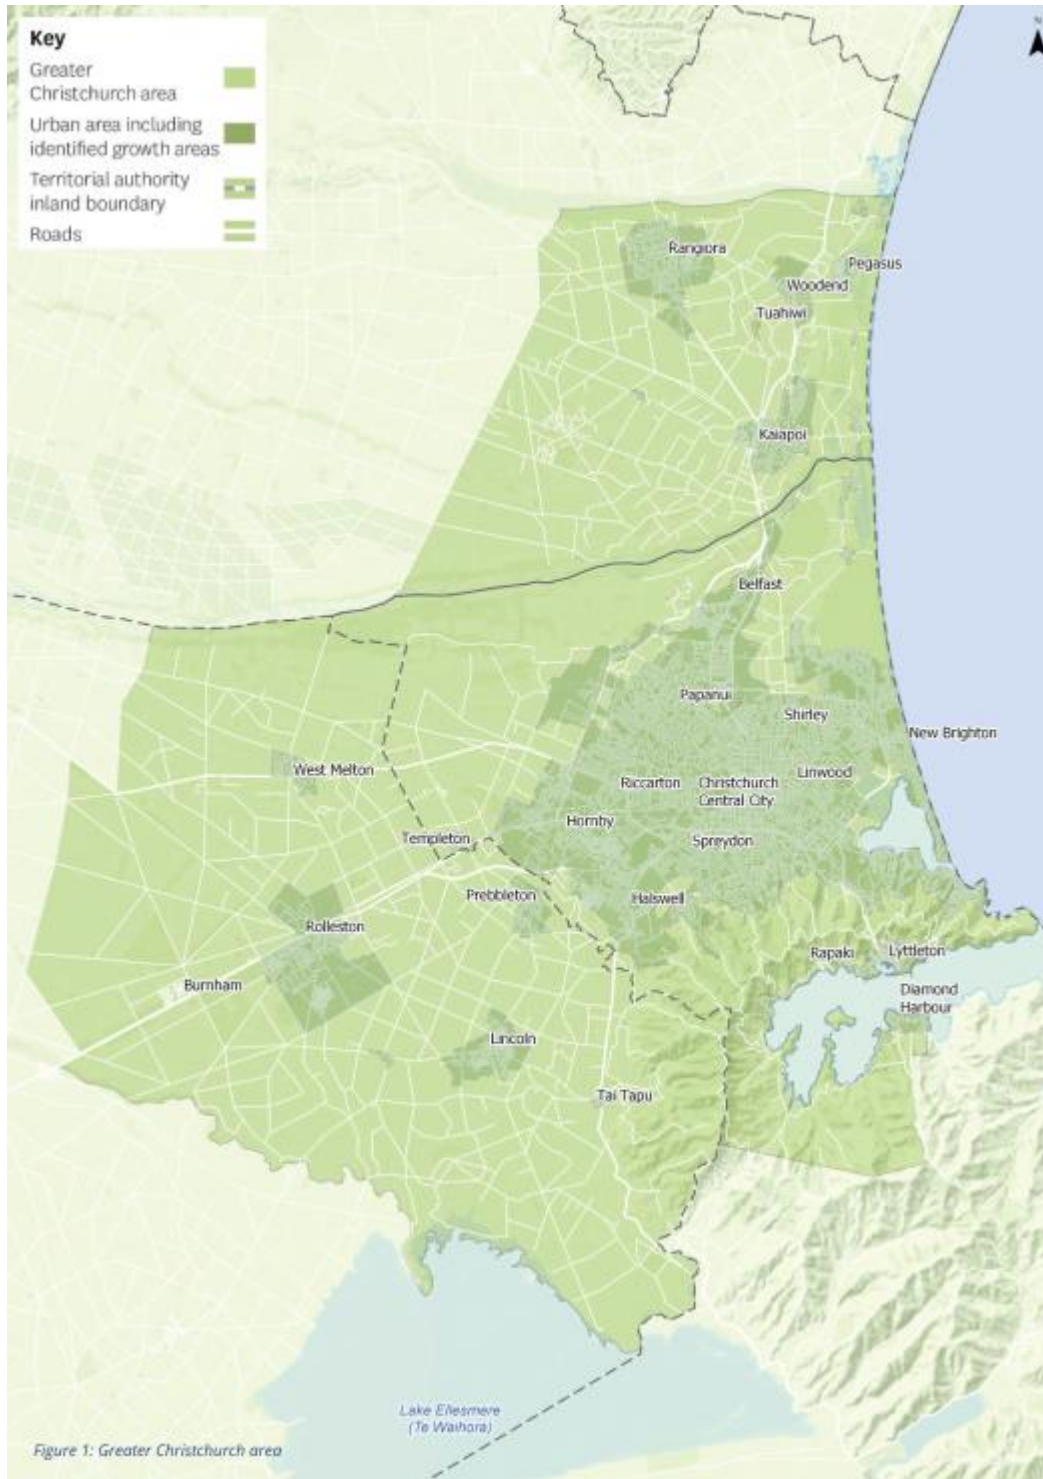 N
Key
Greater
Christchurch area
Urban area including
identified growth areas
Territorial authority
inland boundary
Roads
Rangiora
Pegasus
Woodend
Tuahiwi
Kaiapoi
Belfast
Papanui
Shirley
New Brighton
West Melton
Riccarton
Christchurch
Central City
Linwood
Hornby
Templeton
Spreydon
Prebbleton
Halswell
Rolleston
Rapaki
Lyttleton
Burnham
Diamond
Harbour
Lincoln
Tai Tapu
Lake Ellesmere
(Te Waihora)
Figure 1: Greater Christchurch area